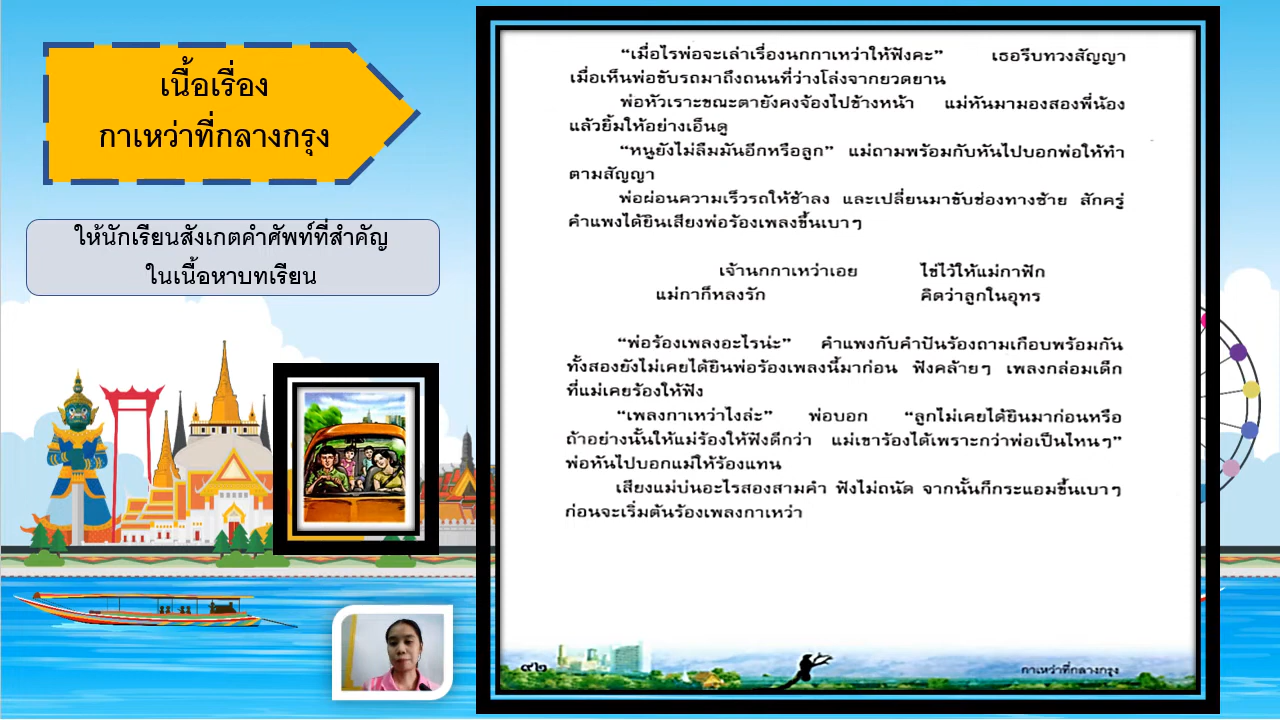 เนื้อเรื่อง
กาเหว่าที่กลางกรุง
ให้นักเรียนสังเกตคำศัพท์ที่สำคัญ
ในเนื้อหาบทเรียน
“เมื่อไรพ่อจะเล่าเรื่องนกกาเหว่าให้ฟังคะ” เธอรีบทวงสัญญา
เมื่อเห็นพ่อขับรถมาถึงถนนที่ว่างโล่งจากยวดยาน
พ่อหัวเราะขณะตายังคงจ้องไปข้างหน้า แม่หันมามองสองพี่น้อง
แล้วยิ้มให้อย่างเอ็นดู
“หนูยังไม่ลืมมันอีกหรือลูก” แม่ถามพร้อมกับหันไปบอกพ่อให้ทำ
ตามสัญญา
พ่อผ่อนความเร็วรถให้ช้าลง และเปลี่ยนมาขับช่องทางซ้าย สักครู่
คำแพงได้ยินเสียงพ่อร้องเพลงขึ้นเบาๆ
เจ้านกกาเหว่าเอย ไข่ไว้ให้แม่กาฟัก
แม่กาก็หลงรัก คิดว่าลูกในอุทร
“พ่อร้องเพลงอะไรน่ะ” คำแพงกับคำปันร้องถามเกือบพร้อมกัน
ทั้งสองยังไม่เคยได้ยินพ่อร้องเพลงนี้มาก่อน ฟังคล้ายๆ เพลงกล่อมเด็ก
ที่แม่เคยร้องให้ฟัง
“เพลงกาเหว่าไงล่ะ” พ่อบอก “ลูกไม่เคยได้ยินมาก่อนหรือ
ถ้าอย่างนั้นให้แม่ร้องให้ฟังดีกว่า แม่เขาร้องได้เพราะกว่าพ่อเป็นไหนๆ”
พ่อหันไปบอกแม่ให้ร้องแทน
เสียงแม่บ่นอะไรสองสามคำ ฟังไม่ถนัด จากนั้นก็กระแอมขึ้นเบาๆ
ก่อนจะเริ่มต้นร้องเพลงกาเหว่า
๙๒ กาเหว่าที่กลางกรุง